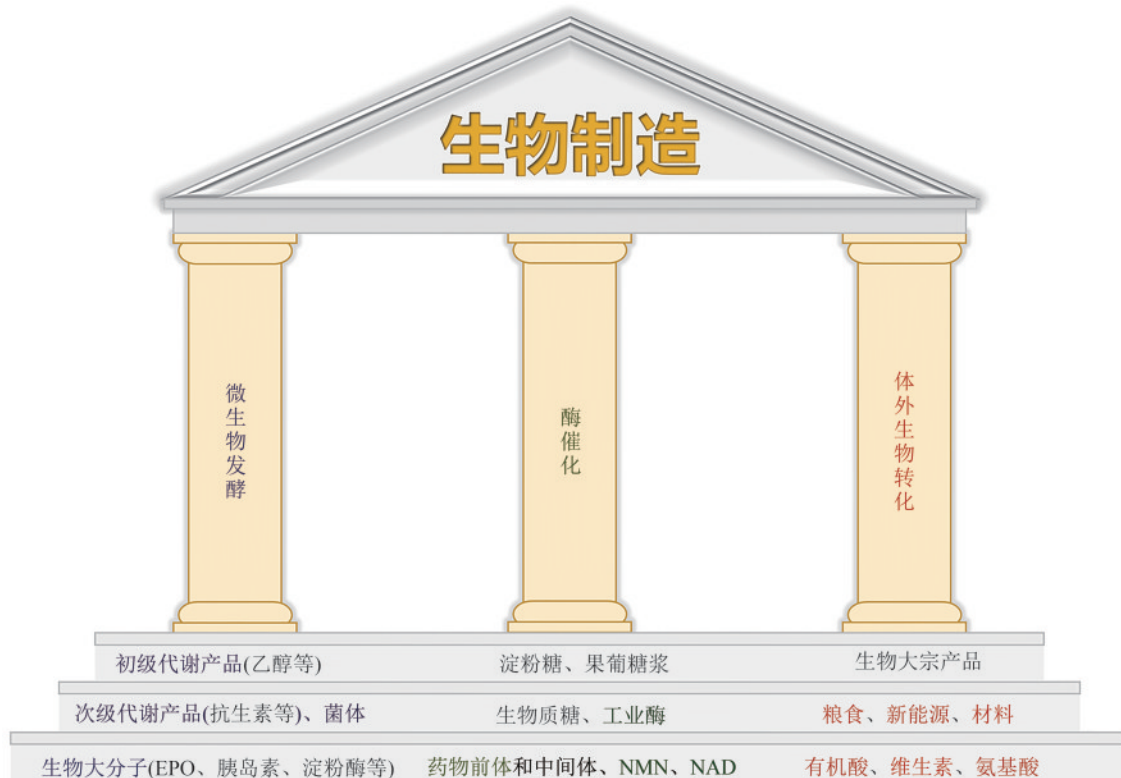 生物制造
微生物发酵
酶催化
体外生物转化
初级代谢产品(乙醇等)
淀粉糖、果葡糖浆
生物大宗产品
次级代谢产品(抗生素等)、菌体
生物质糖、工业酶
粮食、新能源、材料
生物大分子(EPO、胰岛素、淀粉酶等)
药物前体和中间体、NMN、NAD
有机酸、维生素、氨基酸